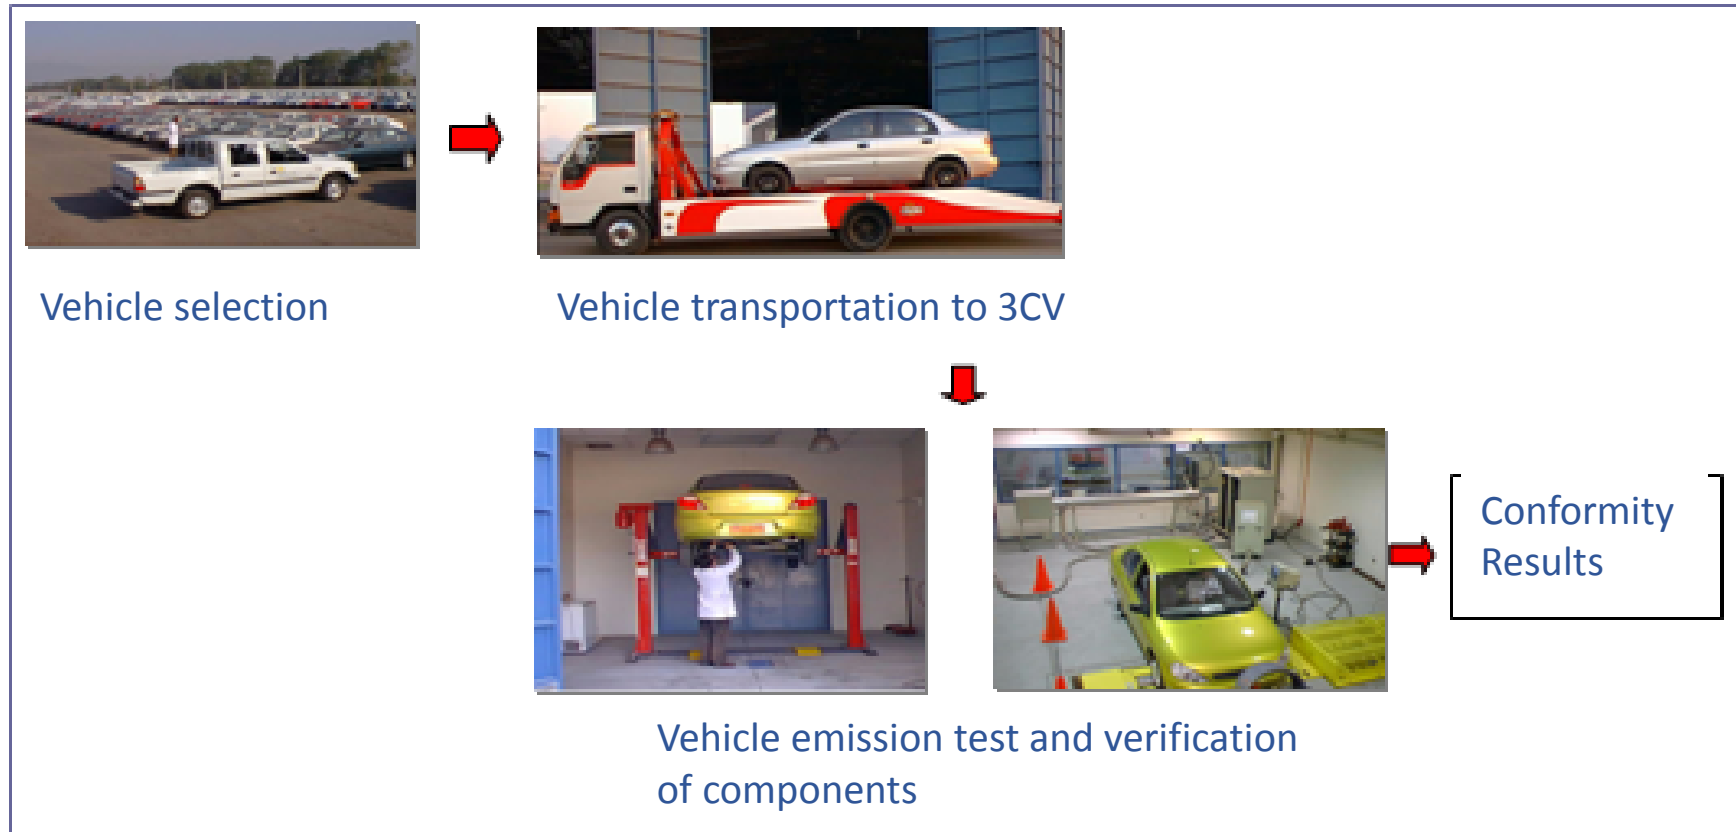 Vehicle selection
Vehicle transportation to 3CV
Conformity
Results
Vehicle emission test and verification
of components